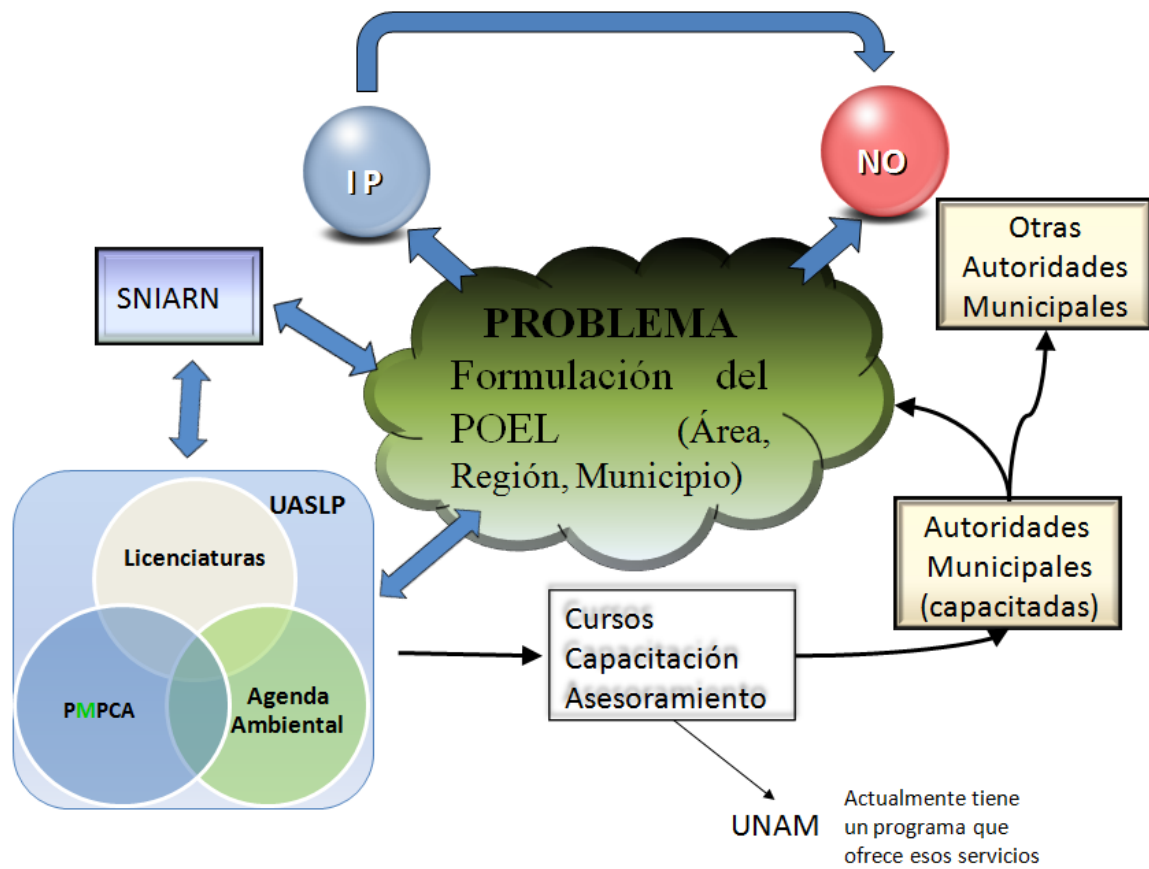 IP
NO
Otras
Autoridades
Municipales
SNIARN
PROBLEMA
Formulación del
POEL (Área,
Región, Municipio)
UASLP
Licenciaturas
PMPCA
Agenda
Ambiental
Cursos
Capacitación
Asesoramiento
Autoridades
Municipales
(capacitadas)
UNAM
Actualmente tiene
un programa que
ofrece esos servicios